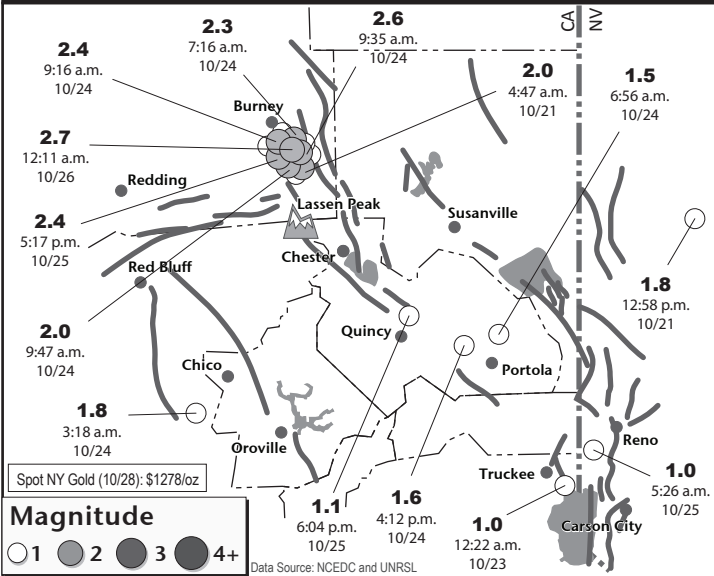 CA
NV
2.3
7:16 a.m.
10/24
2.6
9:35 a.m.
10/24
2.4
9:16 a.m.
10/24
2.0
4:47 a.m.
10/21
1.5
6:56 a.m.
10/24
Burney
2.7
12:11 a.m.
10/26
Redding
Lassen Peak
2.4
5:17 p.m.
10/25
Susanville
Chester
Red Bluff
1.8
12:58 p.m.
10/21
2.0
9:47 a.m.
10/24
Quincy
Chico
Portola
1.8
3:18 a.m.
10/24
Oroville
Reno
Truckee
1.0
5:26 a.m.
10/25
Spot NY Gold (10/28): $1278/oz
1.1
6:04 p.m.
10/25
1.6
4:12 p.m.
10/24
1.0
12:22 a.m.
10/23
Carson City
Magnitude
1 2 3 4+
Data Source: NCEDC and UNRSL